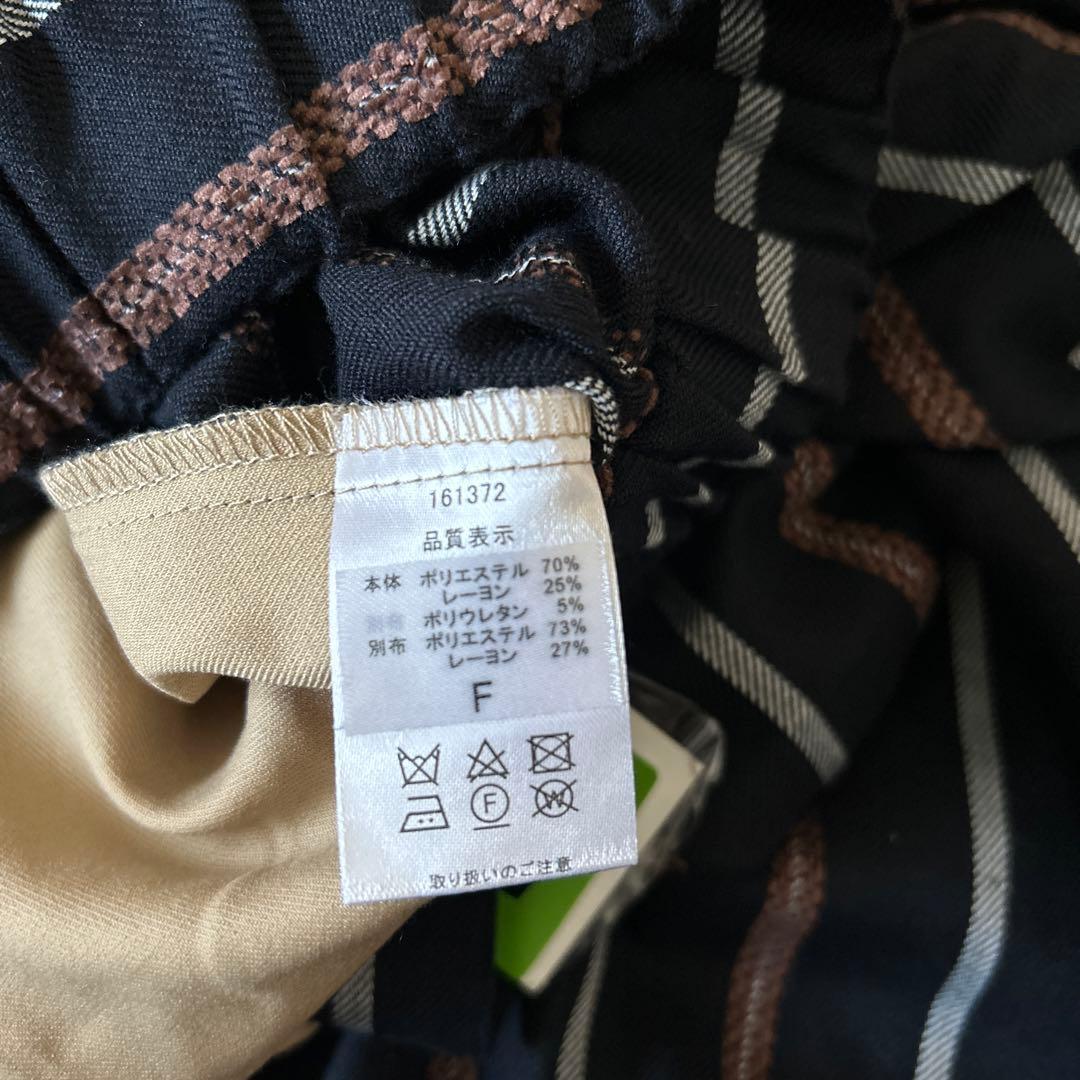 161372
品質表示
本体 ポリエステル 70%
レーヨン 25%
ポリウレタン 5%
別布 ポリエステル 73%
レーヨン 27%
F
F W
取り扱いのご注意